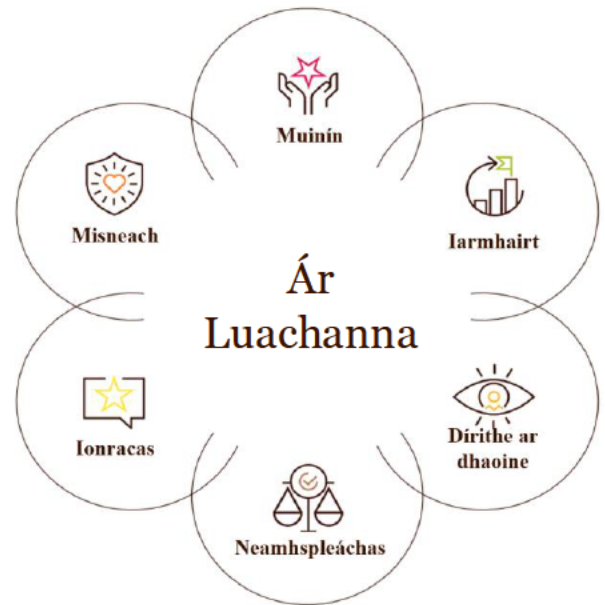 Muinín
Misneach
Iarmhairt
Ár
Luachanna
Ionracas
Dírithe ar
dhaoine
Neamhspleáchas